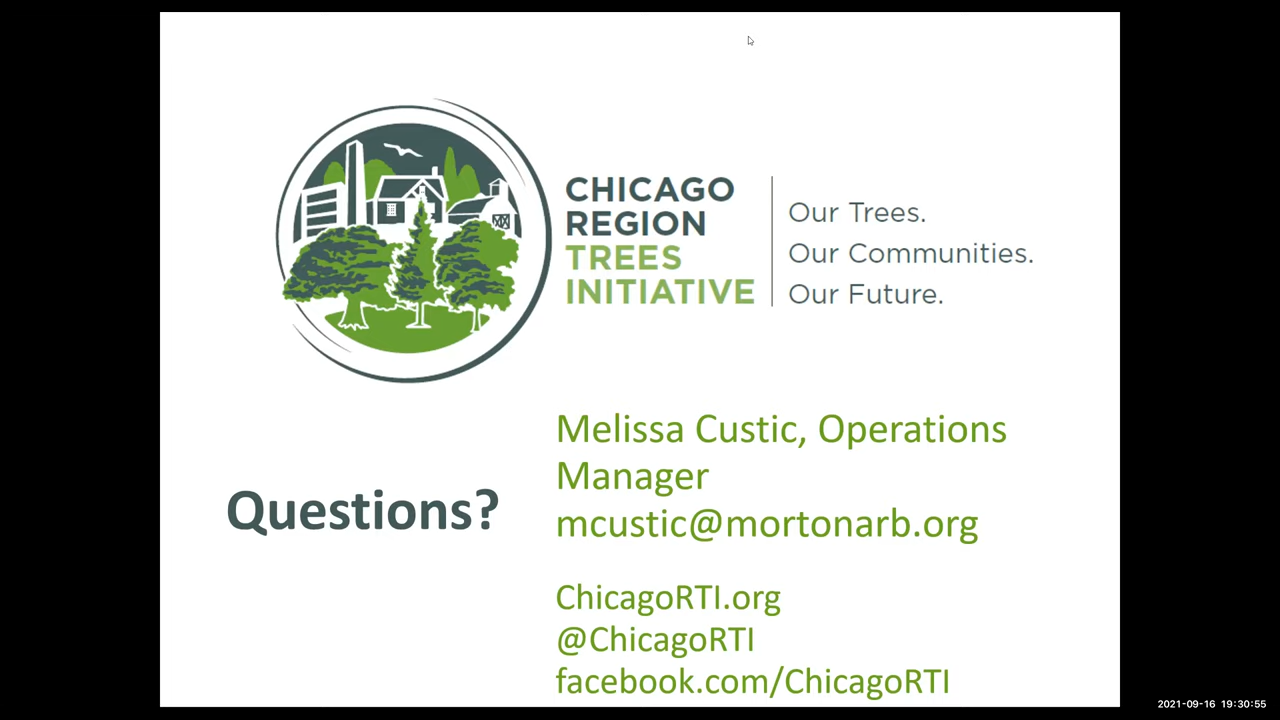 CHICAGO
REGION
TREES
INITIATIVE
Our Trees.
Our Communities.
Our Future.
Questions?
Melissa Custic, Operations
Manager
mcustic@mortonarb.org
ChicagoRTI.org
@ChicagoRTI
facebook.com/ChicagoRTI
2021-09-16 19:30:55